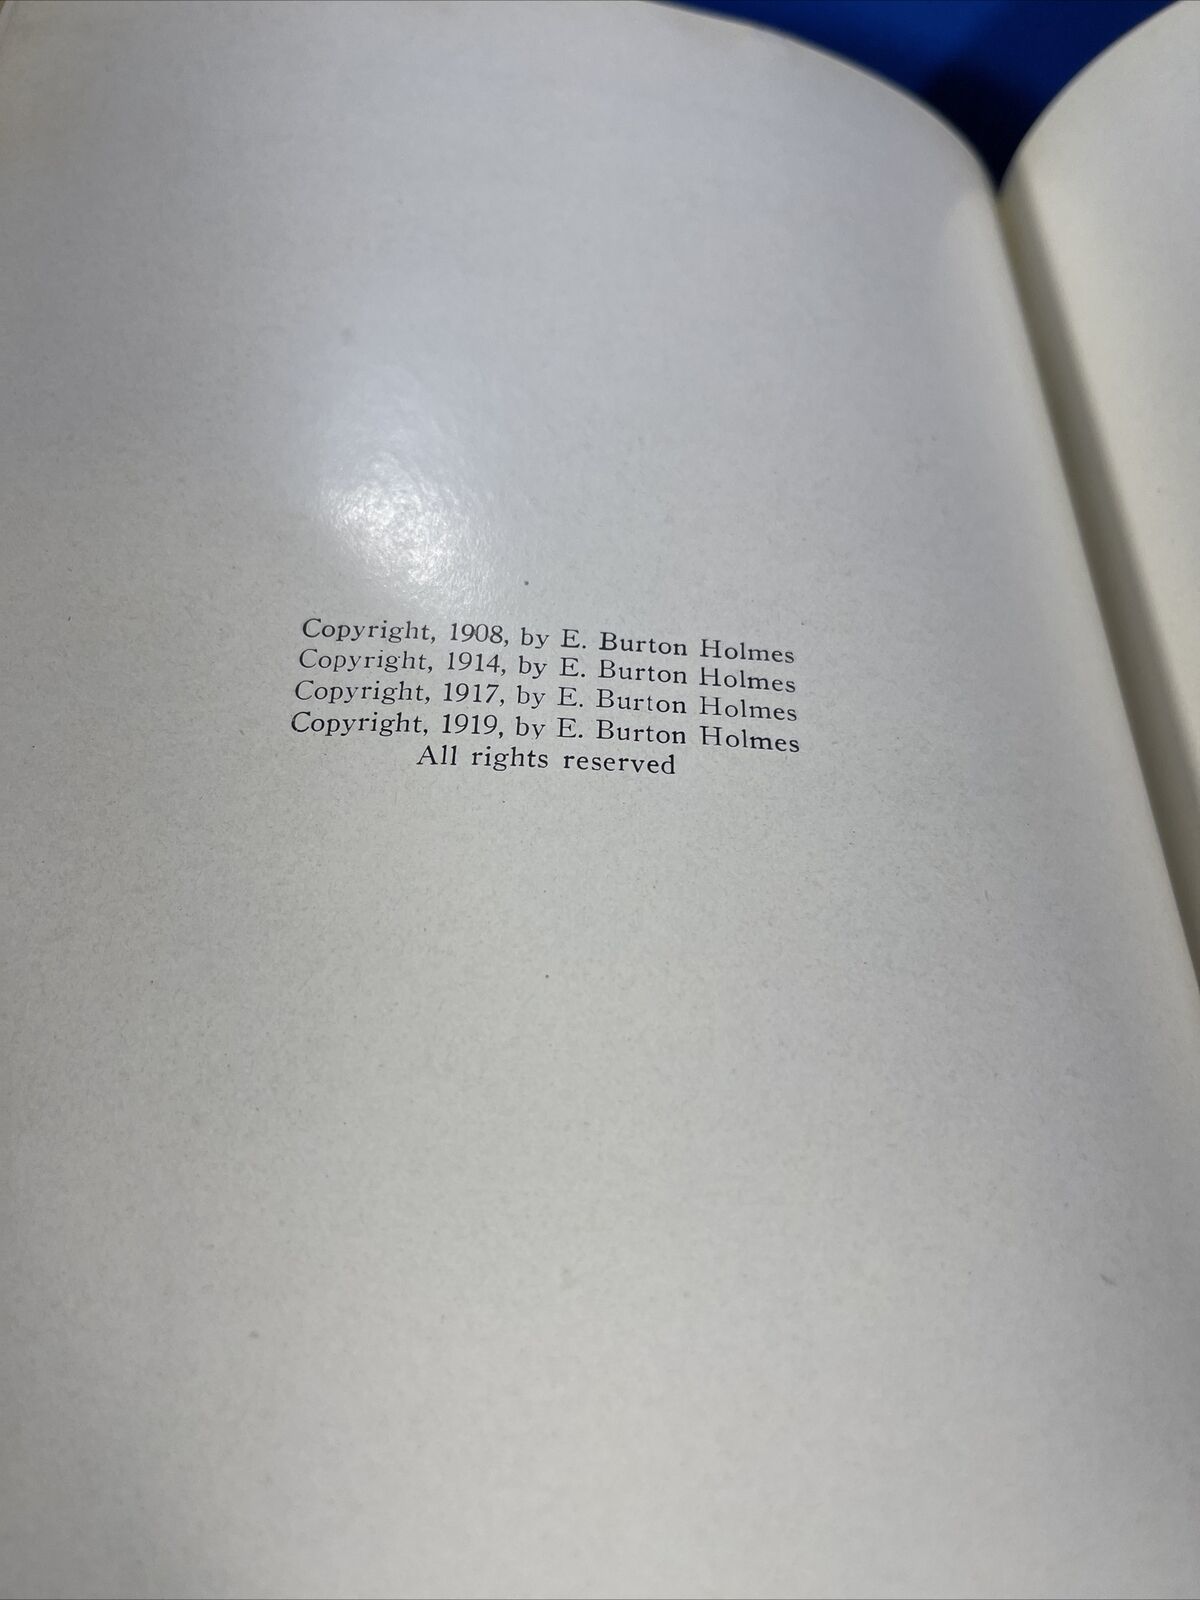 Copyright, 1908, by E. Burton Holmes
Copyright, 1914, by E. Burton Holmes
Copyright, 1917, by E. Burton Holmes
Copyright, 1919, by E. Burton Holmes
All rights reserved